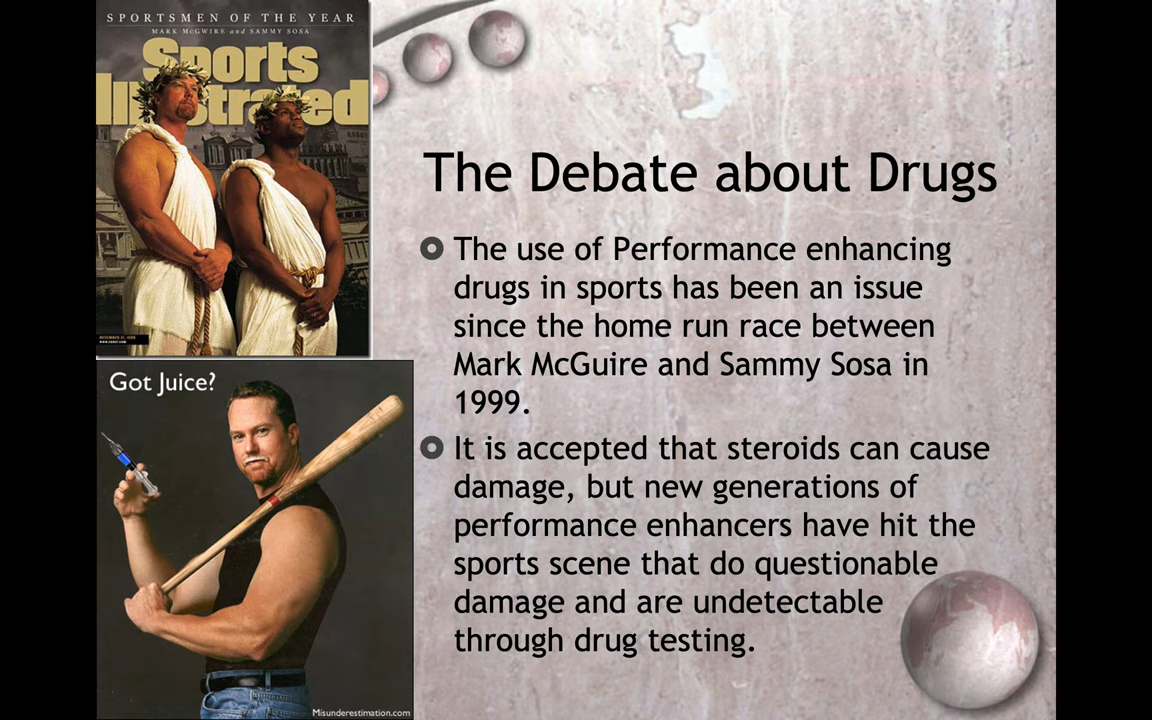 SPORTSMEN OF THE YEAR
MARK McGWIRE and SAMMY SOSA
Sports
Illustrated
Got Juice?
Misunderestimation.com
The Debate about Drugs
The use of Performance enhancing
drugs in sports has been an issue
since the home run race between
Mark McGuire and Sammy Sosa in
1999.
It is accepted that steroids can cause
damage, but new generations of
performance enhancers have hit the
sports scene that do questionable
damage and are undetectable
through drug testing.